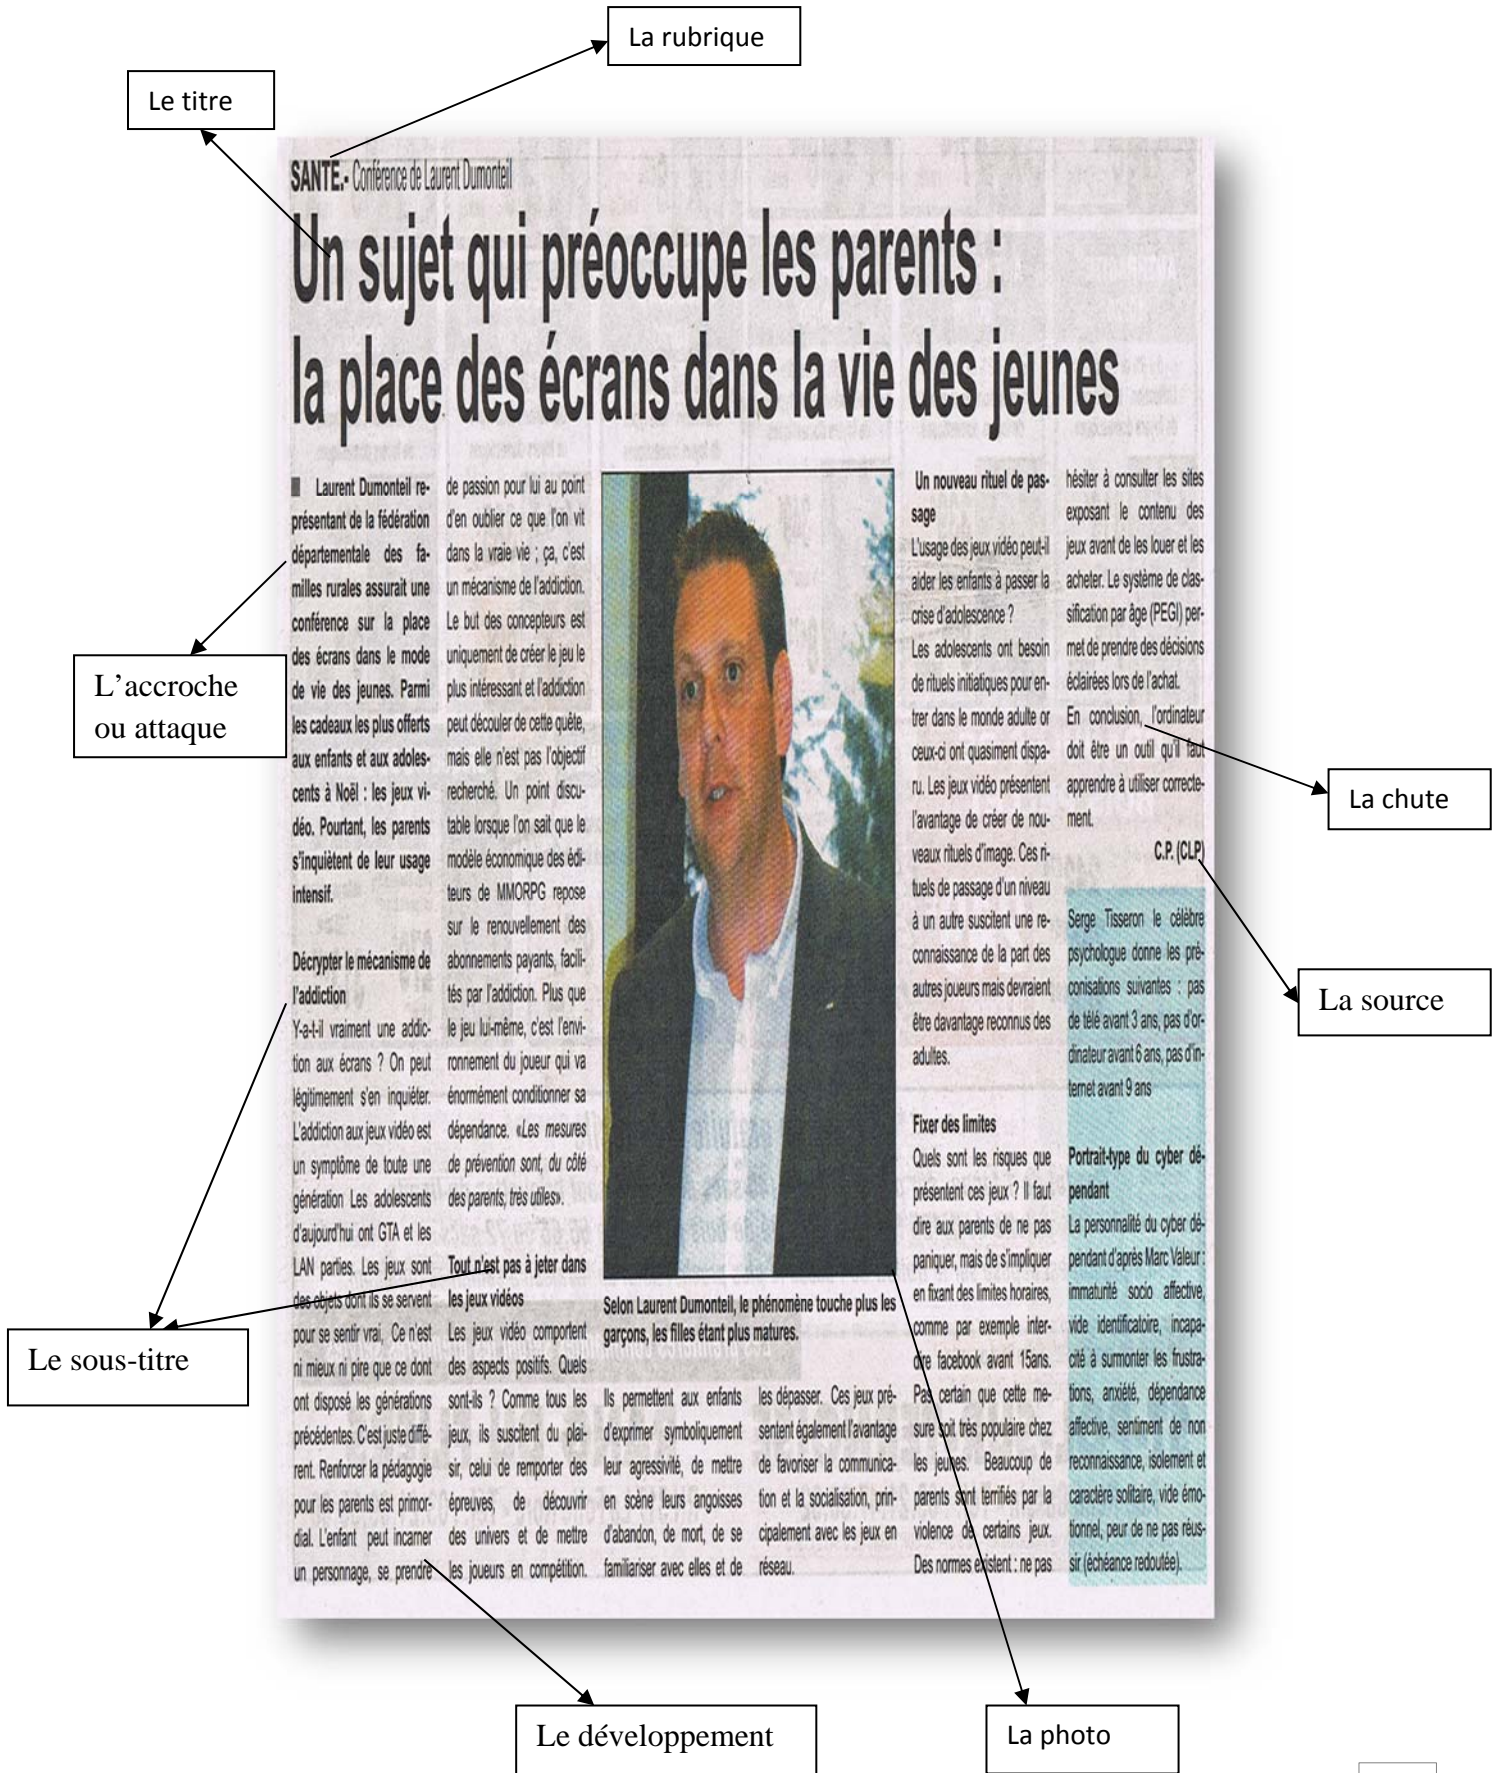 La rubrique
Le titre
SANTE.- Conférence de Laurent Dumonteil
Un sujet qui préoccupe les parents :
la place des écrans dans la vie des jeunes
Laurent Dumonteil re-
présentant de la fédération
départementale des fa-
milles rurales assurait une
conférence sur la place
des écrans dans le mode
de vie des jeunes. Parmi
les cadeaux les plus offerts
aux enfants et aux adoles-
cents à Noël : les jeux vi-
déo. Pourtant, les parents
s'inquiètent de leur usage
intensif.
Décrypter le mécanisme de
l'addiction
Y-a-t-il vraiment une addic-
tion aux écrans ? On peut
légitimement s'en inquiéter.
L'addiction aux jeux vidéo est
un symptôme de toute une
génération Les adolescents
d'aujourd'hui ont GTA et les
LAN parties. Les jeux sont
des objets dont ils se servent
pour se sentir vrai, Ce n'est
ni mieux ni pire que ce dont
ont disposé les générations
précédentes. C'est juste diffé-
rent. Renforcer la pédagogie
pour les parents est primor-
dial. L'enfant peut incarner
un personnage, se prendre
de passion pour lui au point
d'en oublier ce que l'on vit
dans la vraie vie ; ça, c'est
un mécanisme de l'addiction.
Le but des concepteurs est
uniquement de créer le jeu le
plus intéressant et l'addiction
peut découler de cette quête,
mais elle n'est pas l'objectif
recherché. Un point discu-
table lorsque l'on sait que le
modèle économique des édi-
teurs de MMORPG repose
sur le renouvellement des
abonnements payants, facili-
tés par l'addiction. Plus que
le jeu lui-même, c'est l'envi-
ronnement du joueur qui va
énormément conditionner sa
dépendance. «Les mesures
de prévention sont, du côté
des parents, très utiles».
Tout n'est pas à jeter dans
les jeux vidéos
Les jeux vidéo comportent
des aspects positifs. Quels
sont-ils ? Comme tous les
jeux, ils suscitent du plai-
sir, celui de remporter des
épreuves, de découvrir
des univers et de mettre
les joueurs en compétition.
Selon Laurent Dumonteil, le phénomène touche plus les
garçons, les filles étant plus matures.
Ils permettent aux enfants
d'exprimer symboliquement
leur agressivité, de mettre
en scène leurs angoisses
d'abandon, de mort, de se
familiariser avec elles et de
les dépasser. Ces jeux pré-
sentent également l'avantage
de favoriser la communica-
tion et la socialisation, prin-
cipalement avec les jeux en
réseau.
Un nouveau rituel de pas-
sage
L'usage des jeux vidéo peut-il
aider les enfants à passer la
crise d'adolescence ?
Les adolescents ont besoin
de rituels initiatiques pour en-
trer dans le monde adulte or
ceux-ci ont quasiment dispa-
ru. Les jeux vidéo présentent
l'avantage de créer de nou-
veaux rituels d'image. Ces ri-
tuels de passage d'un niveau
à un autre suscitent une re-
connaissance de la part des
autres joueurs mais devraient
être davantage reconnus des
adultes.
Fixer des limites
Quels sont les risques que
présentent ces jeux ? Il faut
dire aux parents de ne pas
paniquer, mais de s'impliquer
en fixant des limites horaires,
comme par exemple inter-
dire facebook avant 15ans.
Pas certain que cette me-
sure soit très populaire chez
les jeunes. Beaucoup de
parents sont terrifiés par la
violence de certains jeux.
Des normes existent : ne pas
hésiter à consulter les sites
exposant le contenu des
jeux avant de les louer et les
acheter. Le système de clas-
sification par âge (PEGI) per-
met de prendre des décisions
éclairées lors de l'achat.
En conclusion, l'ordinateur
doit être un outil qu'il faut
apprendre à utiliser correcte-
ment.
C.P. (CLP)
Serge Tisseron le célèbre
psychologue donne les pré-
conisations suivantes : pas
de télé avant 3 ans, pas d'or-
dinateur avant 6 ans, pas d'in-
ternet avant 9 ans
Portrait-type du cyber dé-
pendant
La personnalité du cyber dé-
pendant d'après Marc Valeur :
immaturité socio affective,
vide identificatoire, incapa-
cité à surmonter les frustra-
tions, anxiété, dépendance
affective, sentiment de non
reconnaissance, isolement et
caractère solitaire, vide émo-
tionnel, peur de ne pas réus-
sir (échéance redoutée).
L'accroche
ou attaque
La chute
La source
Le sous-titre
Le développement
La photo